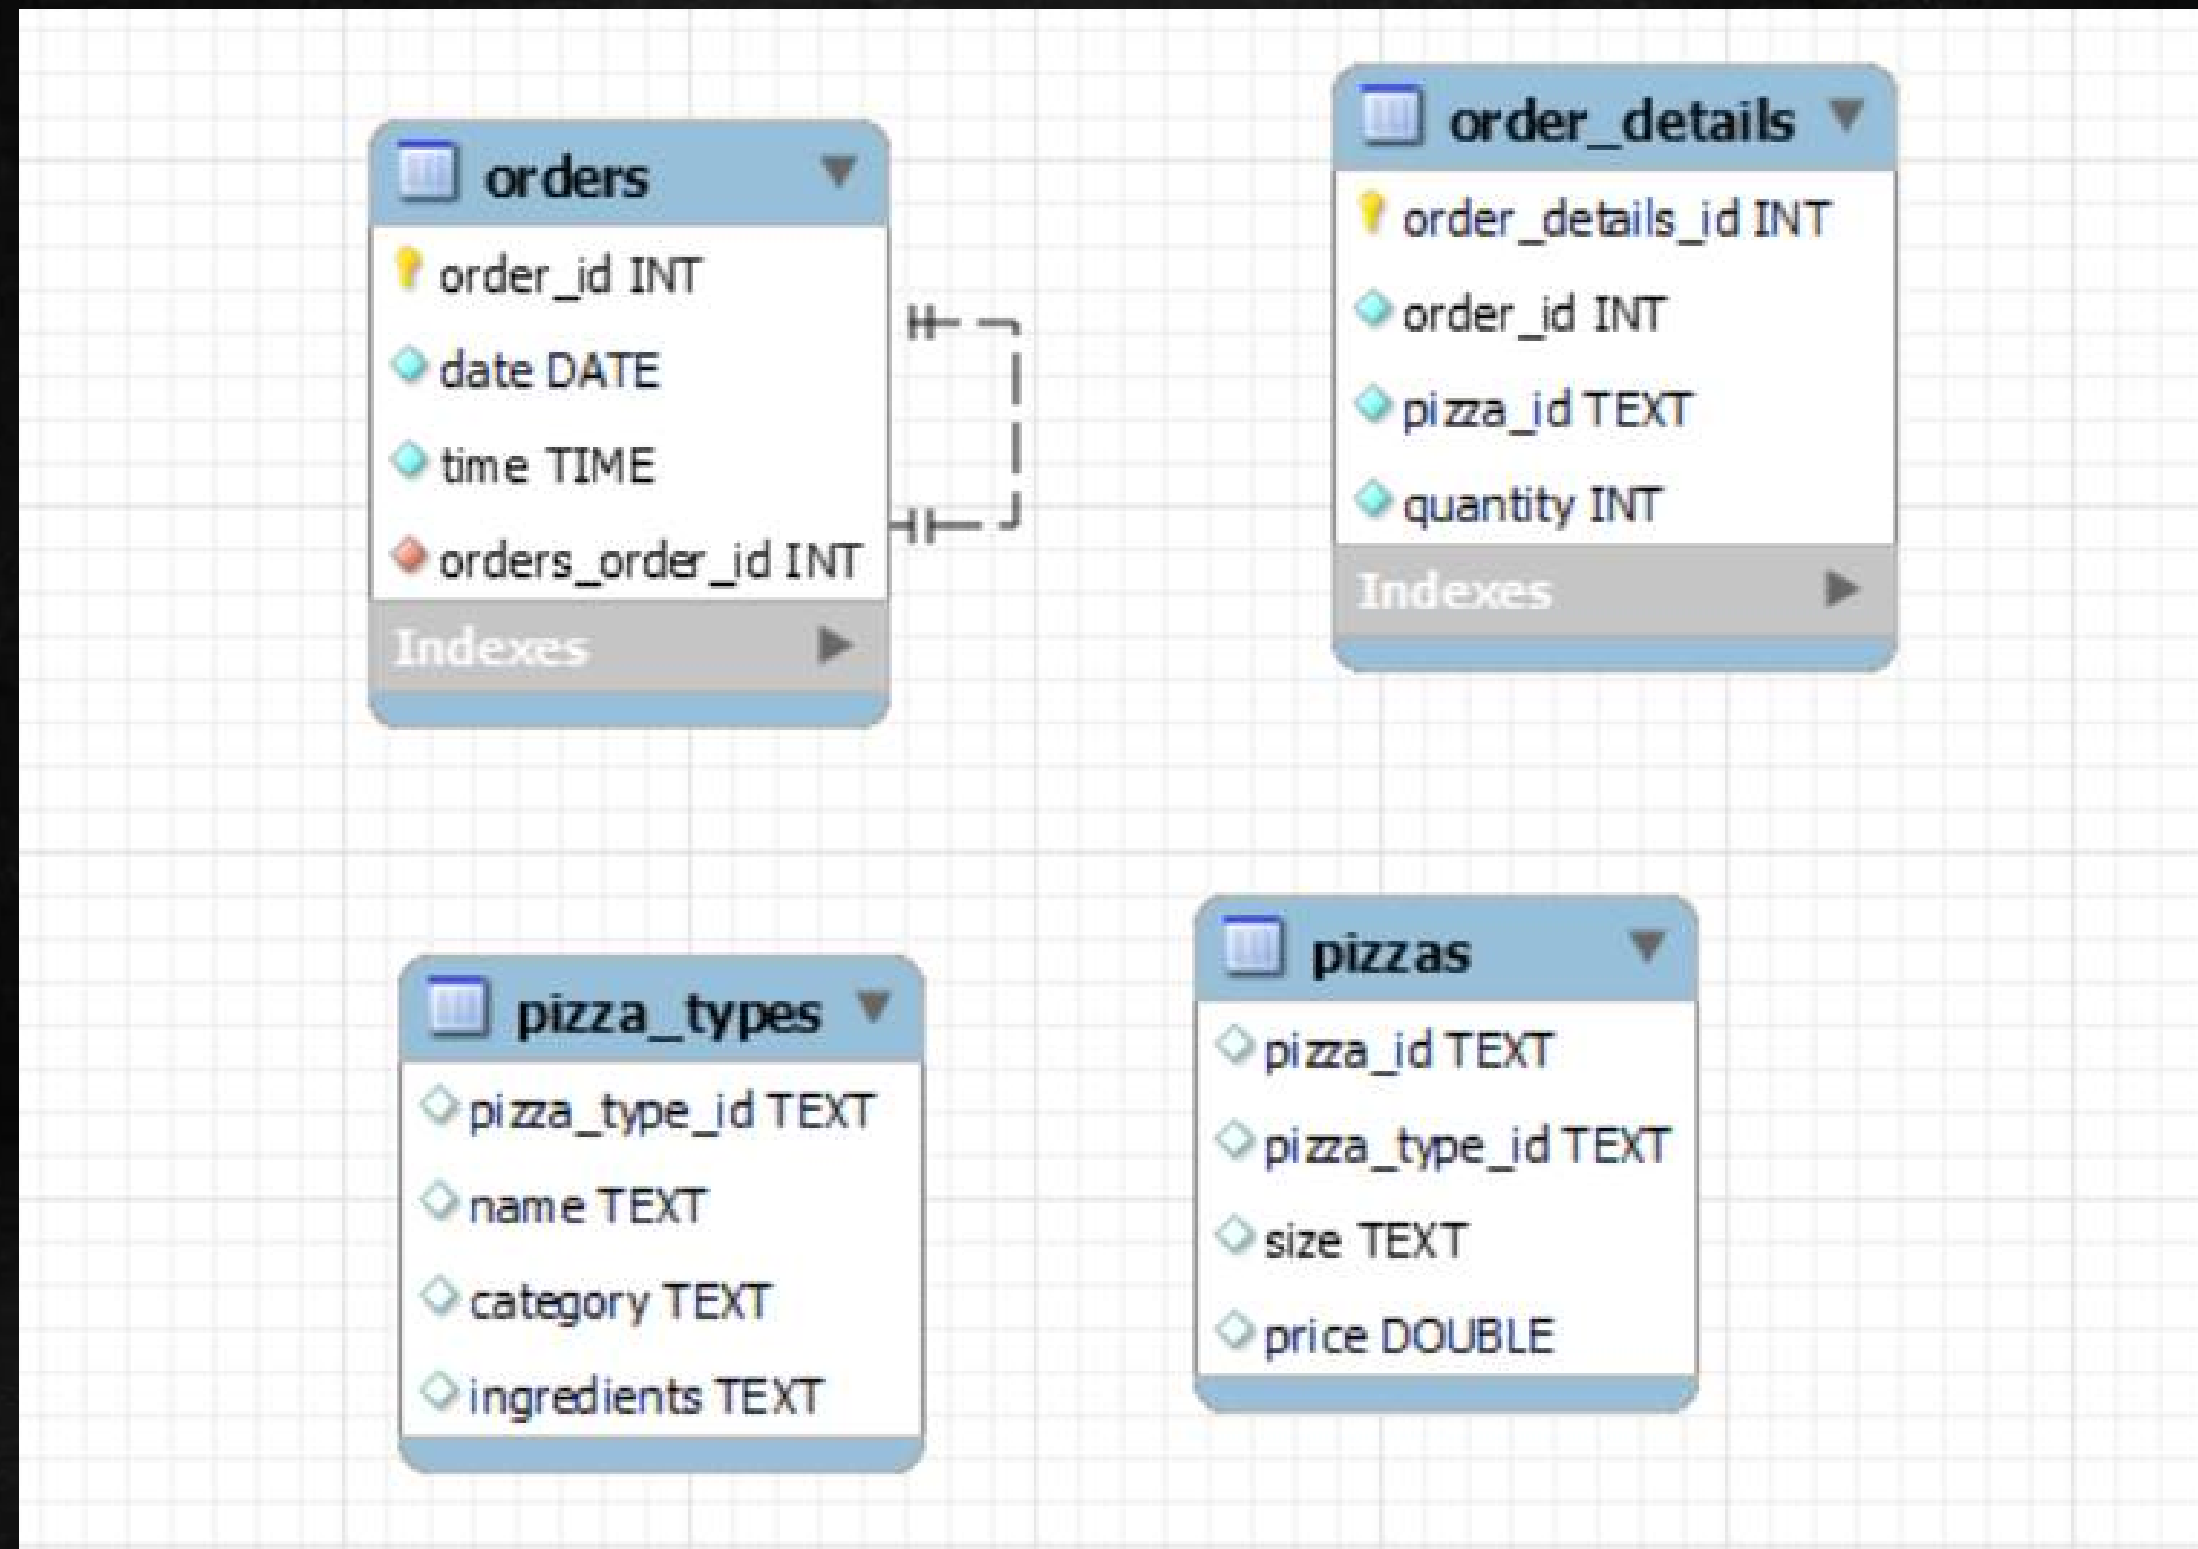 orders
order_id INT
date DATE
time TIME
orders_order_id INT
Indexes
order_details
order_details_id INT
order_id INT
pizza_id TEXT
quantity INT
Indexes
pizza_types
pizza_type_id TEXT
name TEXT
category TEXT
ingredients TEXT
pizzas
pizza_id TEXT
pizza_type_id TEXT
size TEXT
price DOUBLE